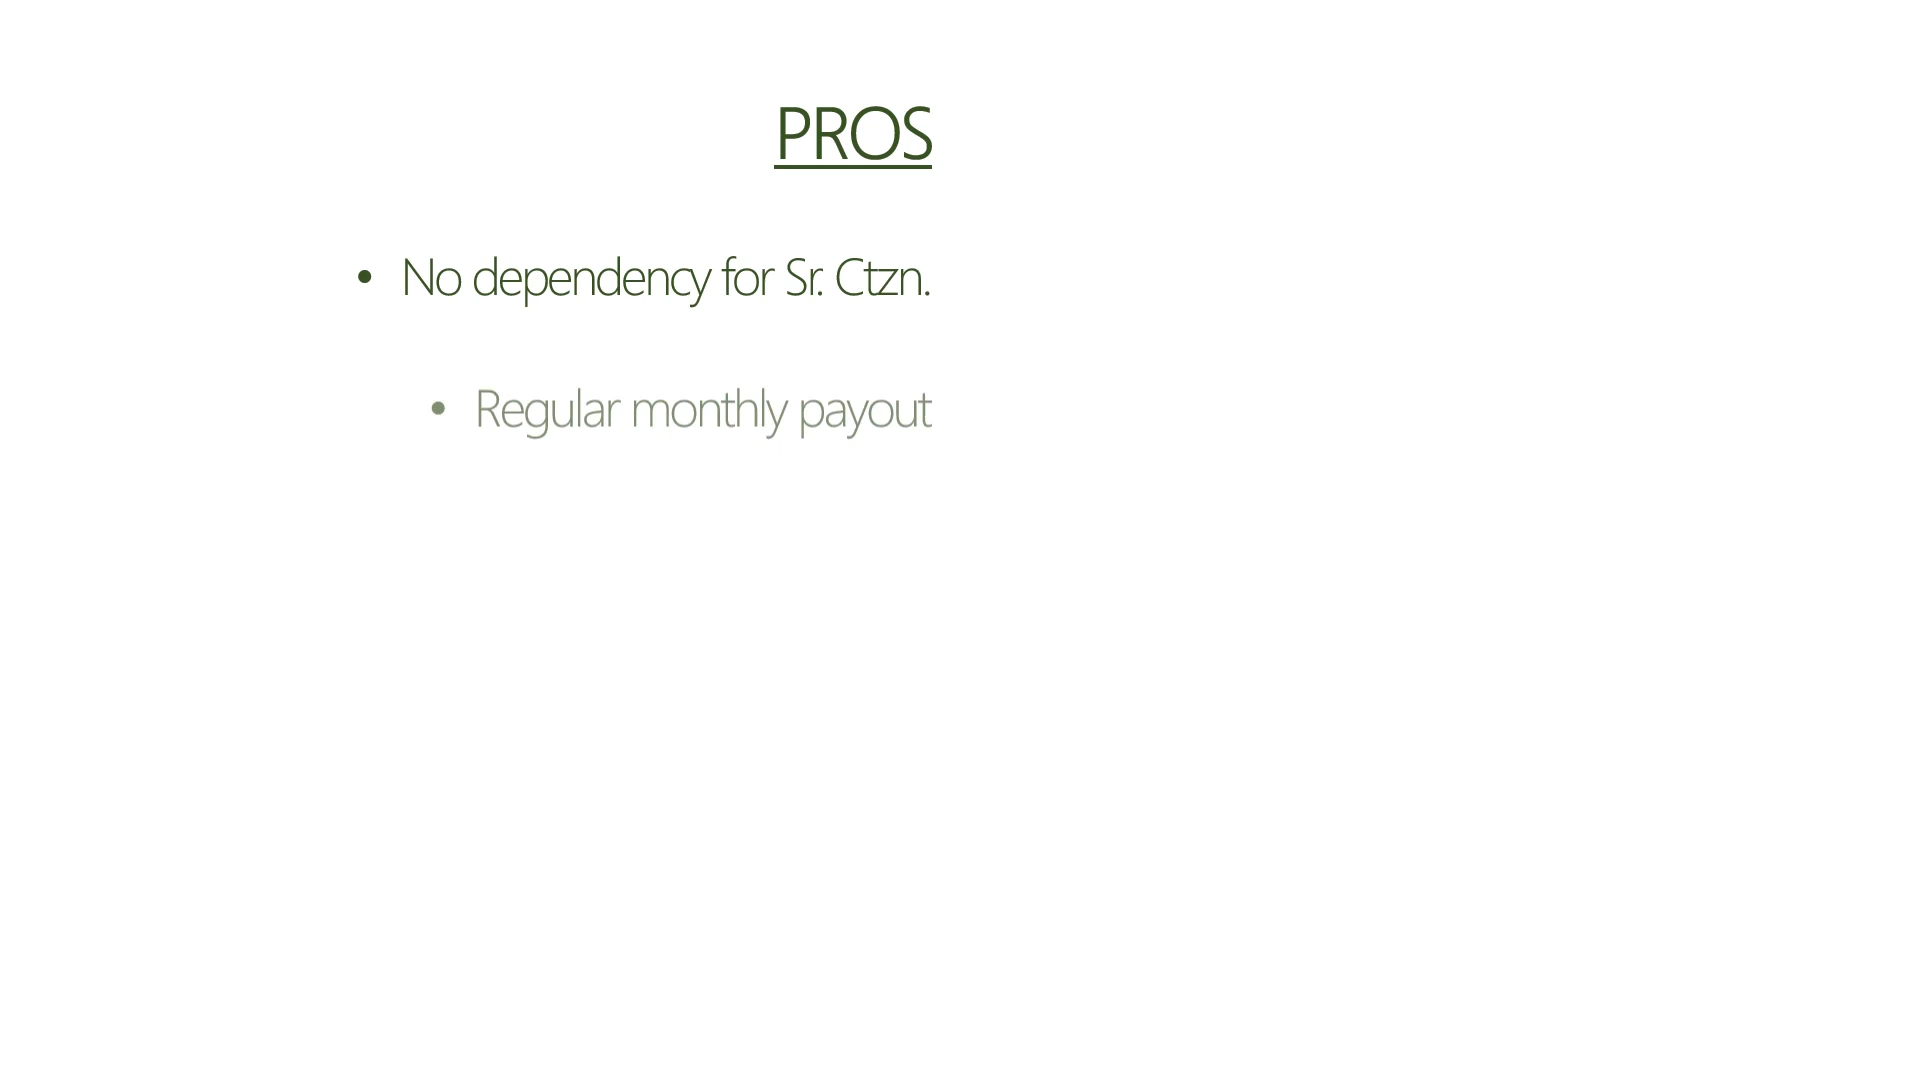 PROS
• No dependency for Sr. Ctzn.
• Regular monthly payout